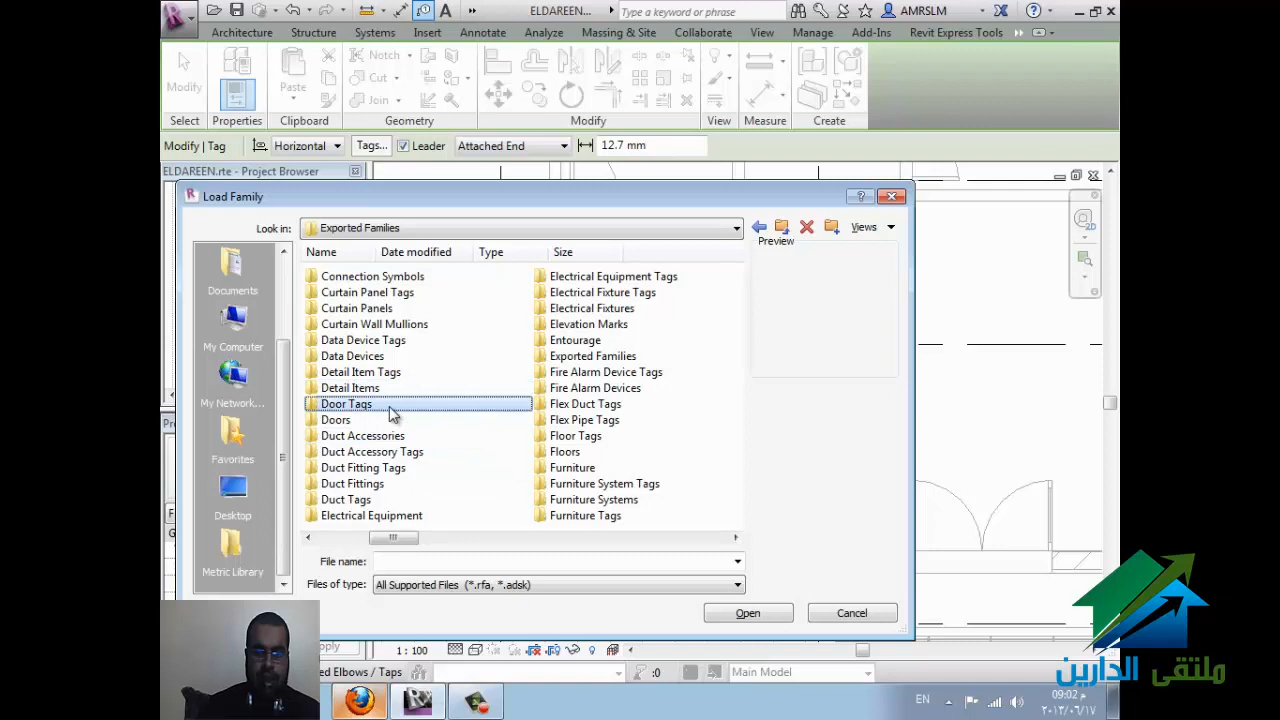 ELDAREEN...
Type a keyword or phrase
AMRSLM
Architecture Structure Systems Insert Annotate Analyze Massing & Site Collaborate View Manage Add-Ins Revit Express Tools
Modify
Paste
Notch
Cut
Join
Select Properties Clipboard Geometry Modify View Measure Create
Modify | Tag Horizontal Tags... Leader Attached End 12.7 mm
ELDAREEN.rte - Project Browser
Load Family
Look in: Exported Families Views
Name Date modified Type Size
Preview
Connection Symbols
Curtain Panel Tags
Curtain Panels
Curtain Wall Mullions
Data Device Tags
Data Devices
Detail Item Tags
Detail Items
Door Tags
Doors
Duct Accessories
Duct Accessory Tags
Duct Fitting Tags
Duct Fittings
Duct Tags
Electrical Equipment
Electrical Equipment Tags
Electrical Fixture Tags
Electrical Fixtures
Elevation Marks
Entourage
Exported Families
Fire Alarm Device Tags
Fire Alarm Devices
Flex Duct Tags
Flex Pipe Tags
Floor Tags
Floors
Furniture
Furniture System Tags
Furniture Systems
Furniture Tags
Documents
My Computer
My Network...
Favorites
Desktop
Metric Library
File name:
Files of type: All Supported Files (*.rfa, *.adsk)
Open Cancel
2D
1 : 100
ed Elbows / Taps :0 Main Model
EN
09:02 م
٢٠١٣/٠٦/١٧
ملتقى الدارين